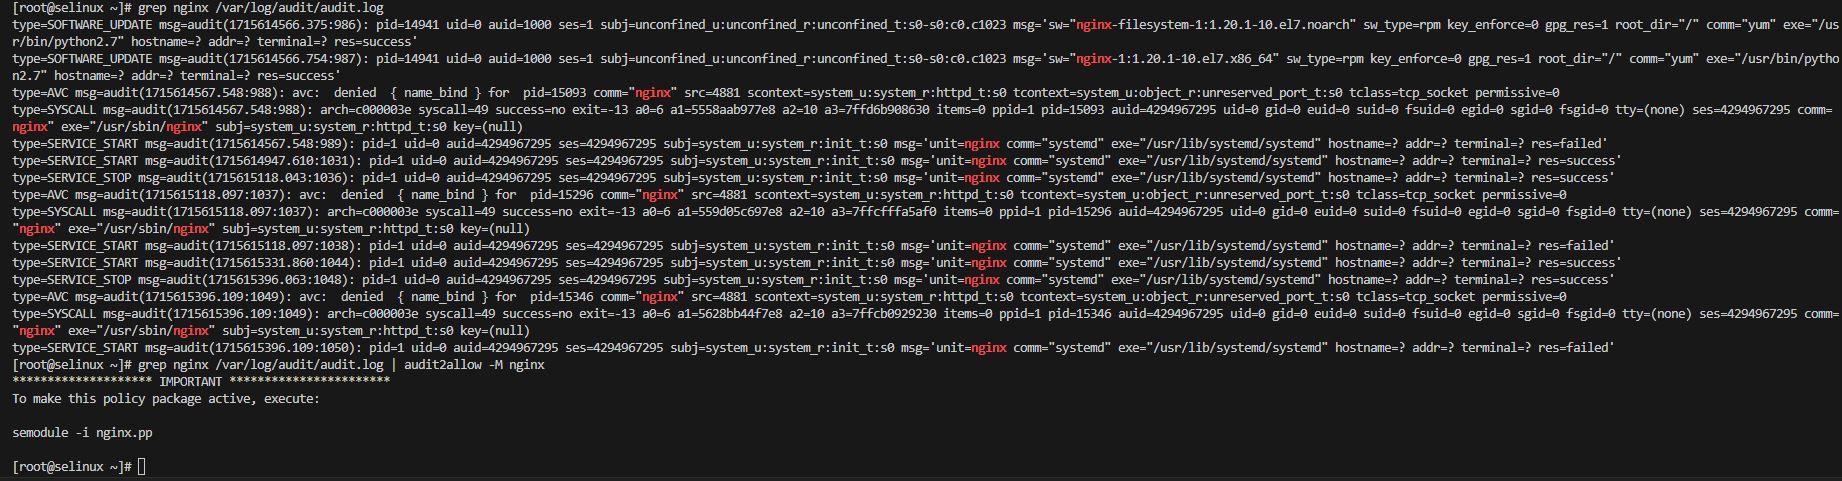 [root@selinux ~]# grep nginx /var/log/audit/audit.log
type=SOFTWARE_UPDATE msg=audit(1715614566.375:986): pid=14941 uid=0 auid=1000 ses=1 subj=unconfined_u:unconfined_r:unconfined_t:s0-s0:c0.c1023 msg='sw="nginx-filesystem-1:1.20.1-10.el7.noarch" sw_type=rpm key_enforce=0 gpg_res=1 root_dir="/" comm="yum" exe="/us
r/bin/python2.7" hostname=? addr=? terminal=? res=success'
type=SOFTWARE_UPDATE msg=audit(1715614566.754:987): pid=14941 uid=0 auid=1000 ses=1 subj=unconfined_u:unconfined_r:unconfined_t:s0-s0:c0.c1023 msg='sw="nginx-1:1.20.1-10.el7.x86_64" sw_type=rpm key_enforce=0 gpg_res=1 root_dir="/" comm="yum" exe="/usr/bin/pytho
n2.7" hostname=? addr=? terminal=? res=success'
type=AVC msg=audit(1715614567.548:988): avc:  denied  { name_bind } for  pid=15093 comm="nginx" src=4881 scontext=system_u:system_r:httpd_t:s0 tcontext=system_u:object_r:unreserved_port_t:s0 tclass=tcp_socket permissive=0
type=SYSCALL msg=audit(1715614567.548:988): arch=c000003e syscall=49 success=no exit=-13 a0=6 a1=5558aab977e8 a2=10 a3=7ffd6b908630 items=0 ppid=1 pid=15093 auid=4294967295 uid=0 gid=0 euid=0 suid=0 fsuid=0 egid=0 sgid=0 fsgid=0 tty=(none) ses=4294967295 comm=
nginx" exe="/usr/sbin/nginx" subj=system_u:system_r:httpd_t:s0 key=(null)
type=SERVICE_START msg=audit(1715614567.548:989): pid=1 uid=0 auid=4294967295 ses=4294967295 subj=system_u:system_r:init_t:s0 msg='unit=nginx comm="systemd" exe="/usr/lib/systemd/systemd" hostname=? addr=? terminal=? res=failed'
type=SERVICE_START msg=audit(1715614947.610:1031): pid=1 uid=0 auid=4294967295 ses=4294967295 subj=system_u:system_r:init_t:s0 msg='unit=nginx comm="systemd" exe="/usr/lib/systemd/systemd" hostname=? addr=? terminal=? res=success'
type=SERVICE_STOP msg=audit(1715615118.043:1036): pid=1 uid=0 auid=4294967295 ses=4294967295 subj=system_u:system_r:init_t:s0 msg='unit=nginx comm="systemd" exe="/usr/lib/systemd/systemd" hostname=? addr=? terminal=? res=success'
type=AVC msg=audit(1715615118.097:1037): avc:  denied  { name_bind } for  pid=15296 comm="nginx" src=4881 scontext=system_u:system_r:httpd_t:s0 tcontext=system_u:object_r:unreserved_port_t:s0 tclass=tcp_socket permissive=0
type=SYSCALL msg=audit(1715615118.097:1037): arch=c000003e syscall=49 success=no exit=-13 a0=6 a1=559d05c697e8 a2=10 a3=7ffcfffa5af0 items=0 ppid=1 pid=15296 auid=4294967295 uid=0 gid=0 euid=0 suid=0 fsuid=0 egid=0 sgid=0 fsgid=0 tty=(none) ses=4294967295 comm=
"nginx" exe="/usr/sbin/nginx" subj=system_u:system_r:httpd_t:s0 key=(null)
type=SERVICE_START msg=audit(1715615118.097:1038): pid=1 uid=0 auid=4294967295 ses=4294967295 subj=system_u:system_r:init_t:s0 msg='unit=nginx comm="systemd" exe="/usr/lib/systemd/systemd" hostname=? addr=? terminal=? res=failed'
type=SERVICE_START msg=audit(1715615331.860:1044): pid=1 uid=0 auid=4294967295 ses=4294967295 subj=system_u:system_r:init_t:s0 msg='unit=nginx comm="systemd" exe="/usr/lib/systemd/systemd" hostname=? addr=? terminal=? res=success'
type=SERVICE_STOP msg=audit(1715615396.063:1048): pid=1 uid=0 auid=4294967295 ses=4294967295 subj=system_u:system_r:init_t:s0 msg='unit=nginx comm="systemd" exe="/usr/lib/systemd/systemd" hostname=? addr=? terminal=? res=success'
type=AVC msg=audit(1715615396.109:1049): avc:  denied  { name_bind } for  pid=15346 comm="nginx" src=4881 scontext=system_u:system_r:httpd_t:s0 tcontext=system_u:object_r:unreserved_port_t:s0 tclass=tcp_socket permissive=0
type=SYSCALL msg=audit(1715615396.109:1049): arch=c000003e syscall=49 success=no exit=-13 a0=6 a1=5628bb44f7e8 a2=10 a3=7ffcb0929230 items=0 ppid=1 pid=15346 auid=4294967295 uid=0 gid=0 euid=0 suid=0 fsuid=0 egid=0 sgid=0 fsgid=0 tty=(none) ses=4294967295 comm=
"nginx" exe="/usr/sbin/nginx" subj=system_u:system_r:httpd_t:s0 key=(null)
type=SERVICE_START msg=audit(1715615396.109:1050): pid=1 uid=0 auid=4294967295 ses=4294967295 subj=system_u:system_r:init_t:s0 msg='unit=nginx comm="systemd" exe="/usr/lib/systemd/systemd" hostname=? addr=? terminal=? res=failed'
[root@selinux ~]# grep nginx /var/log/audit/audit.log | audit2allow -M nginx
******************** IMPORTANT ***********************
To make this policy package active, execute:
semodule -i nginx.pp
[root@selinux ~]#